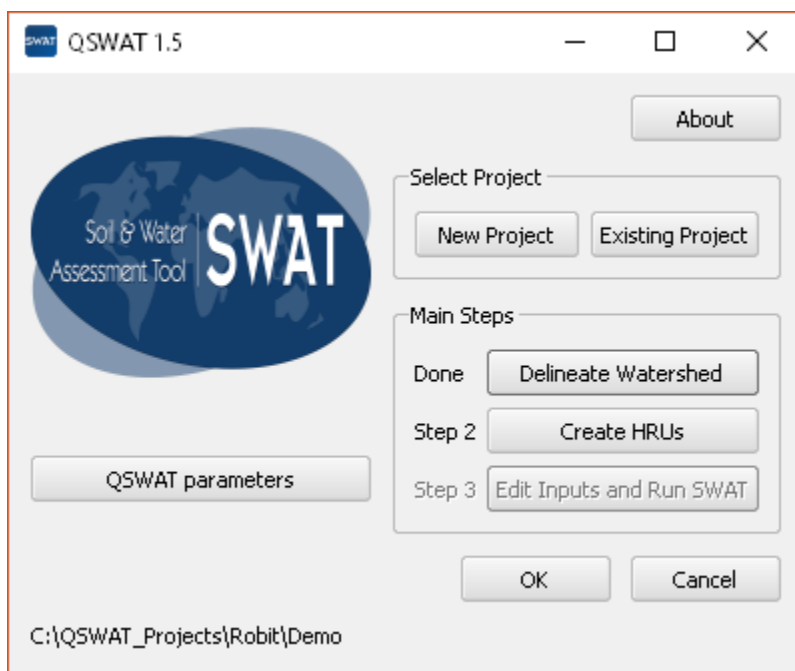 SWAT QSWAT 1.5
About
Soil & Water
Assessment Tool
SWAT
Select Project
New Project Existing Project
Main Steps
Done Delineate Watershed
Step 2 Create HRUs
Step 3 Edit Inputs and Run SWAT
QSWAT parameters
OK Cancel
C:\QSWAT_Projects\Robit\Demo